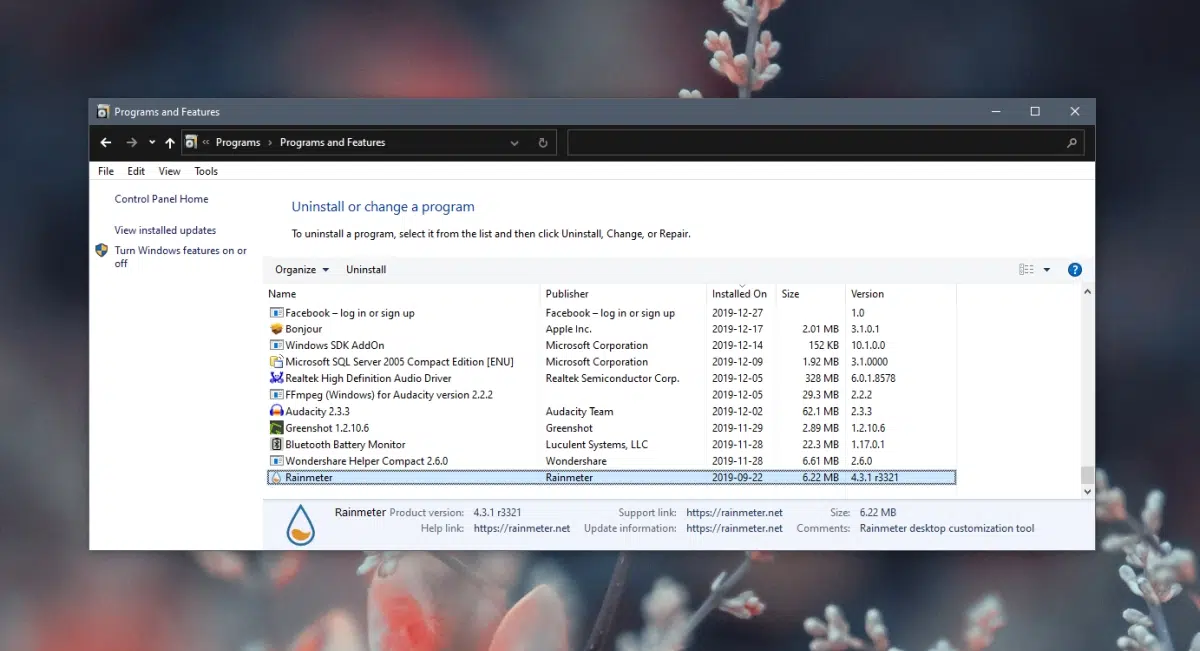 Programs and Features
« Programs › Programs and Features
File Edit View Tools
Control Panel Home
View installed updates
Turn Windows features on or
off
Uninstall or change a program
To uninstall a program, select it from the list and then click Uninstall, Change, or Repair.
Organize Uninstall
Name Publisher Installed On Size Version
Facebook – log in or sign up Facebook – log in or sign up 2019-12-27 1.0
Bonjour Apple Inc. 2019-12-17 2.01 MB 3.1.0.1
Windows SDK AddOn Microsoft Corporation 2019-12-14 152 KB 10.1.0.0
Microsoft SQL Server 2005 Compact Edition [ENU] Microsoft Corporation 2019-12-09 1.92 MB 3.1.0000
Realtek High Definition Audio Driver Realtek Semiconductor Corp. 2019-12-05 328 MB 6.0.1.8578
FFmpeg (Windows) for Audacity version 2.2.2 2019-12-05 29.3 MB 2.2.2
Audacity 2.3.3 Audacity Team 2019-12-02 62.1 MB 2.3.3
Greenshot 1.2.10.6 Greenshot 2019-11-29 2.89 MB 1.2.10.6
Bluetooth Battery Monitor Luculent Systems, LLC 2019-11-28 22.3 MB 1.17.0.1
Wondershare Helper Compact 2.6.0 Wondershare 2019-11-28 6.61 MB 2.6.0
Rainmeter Rainmeter 2019-09-22 6.22 MB 4.3.1 r3321
Rainmeter Product version: 4.3.1 r3321 Support link: https://rainmeter.net Size: 6.22 MB
Help link: https://rainmeter.net Update information: https://rainmeter.net Comments: Rainmeter desktop customization tool